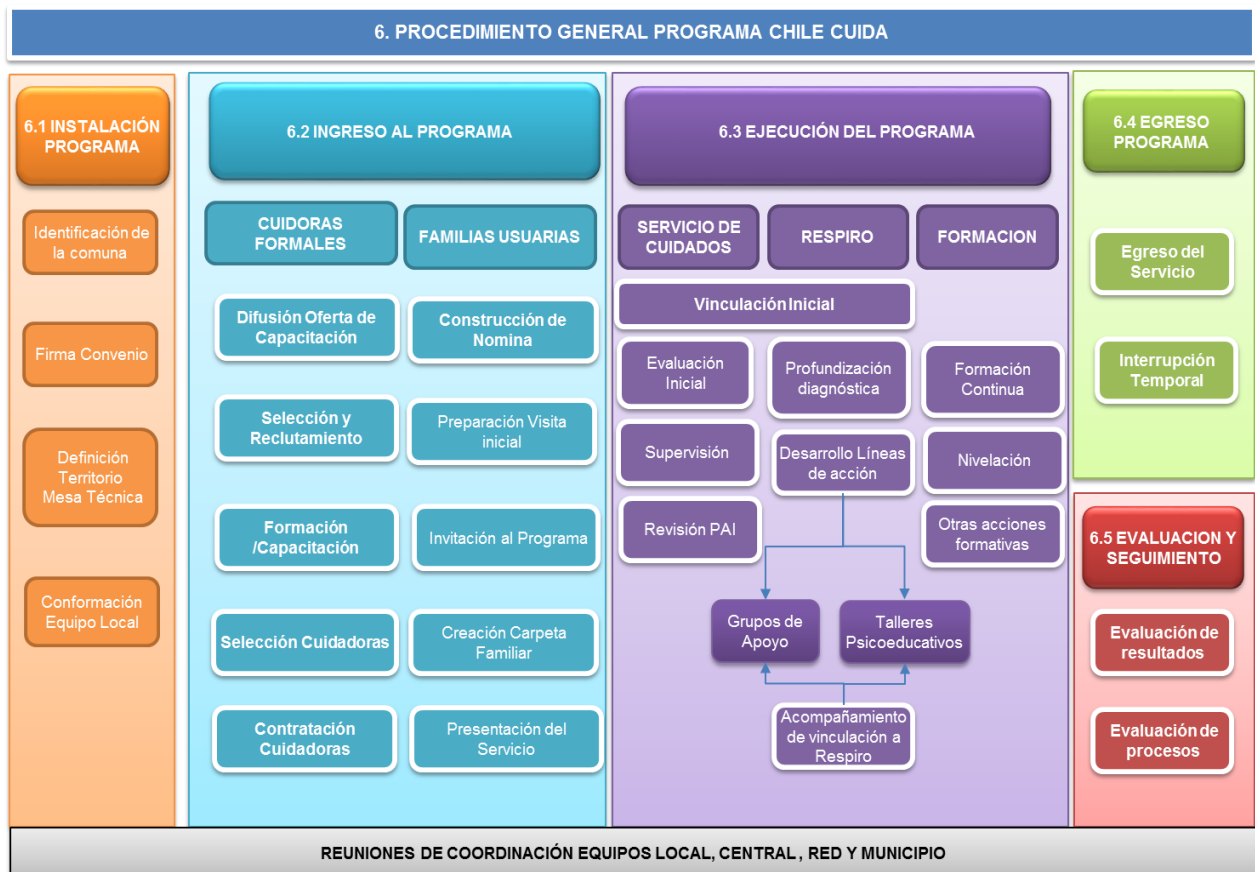 6. PROCEDIMIENTO GENERAL PROGRAMA CHILE CUIDA
6.1 INSTALACIÓN
PROGRAMA
Identificación de
la comuna
Firma Convenio
Definición
Territorio
Mesa Técnica
Conformación
Equipo Local
6.2 INGRESO AL PROGRAMA
CUIDORAS
FORMALES
Difusión Oferta de
Capacitación
Selección y
Reclutamiento
Formación
/Capacitación
Selección Cuidadoras
Contratación
Cuidadoras
FAMILIAS USUARIAS
Construcción de
Nomina
Preparación Visita
inicial
Invitación al Programa
Creación Carpeta
Familiar
Presentación del
Servicio
6.3 EJECUCIÓN DEL PROGRAMA
SERVICIO DE
CUIDADOS
RESPIRO
FORMACION
Vinculación Inicial
Evaluación
Inicial
Supervisión
Revisión PAI
Profundización
diagnóstica
Desarrollo Líneas
de acción
Formación
Continua
Nivelación
Otras acciones
formativas
Grupos de
Apoyo
Talleres
Psicoeducativos
Acompañamiento
de vinculación a
Respiro
6.4 EGRESO
PROGRAMA
Egreso del
Servicio
Interrupción
Temporal
6.5 EVALUACION Y
SEGUIMIENTO
Evaluación de
resultados
Evaluación de
procesos
REUNIONES DE COORDINACIÓN EQUIPOS LOCAL, CENTRAL , RED Y MUNICIPIO